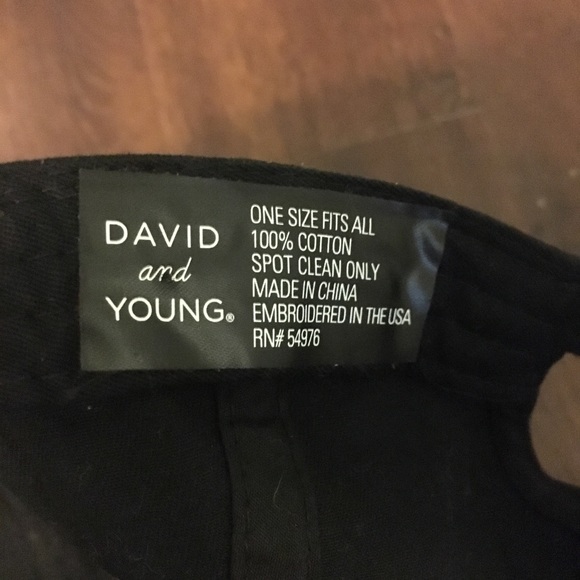 DAVID
and
YOUNG®
ONE SIZE FITS ALL
100% COTTON
SPOT CLEAN ONLY
MADE IN CHINA
EMBROIDERED IN THE USA
RN# 54976